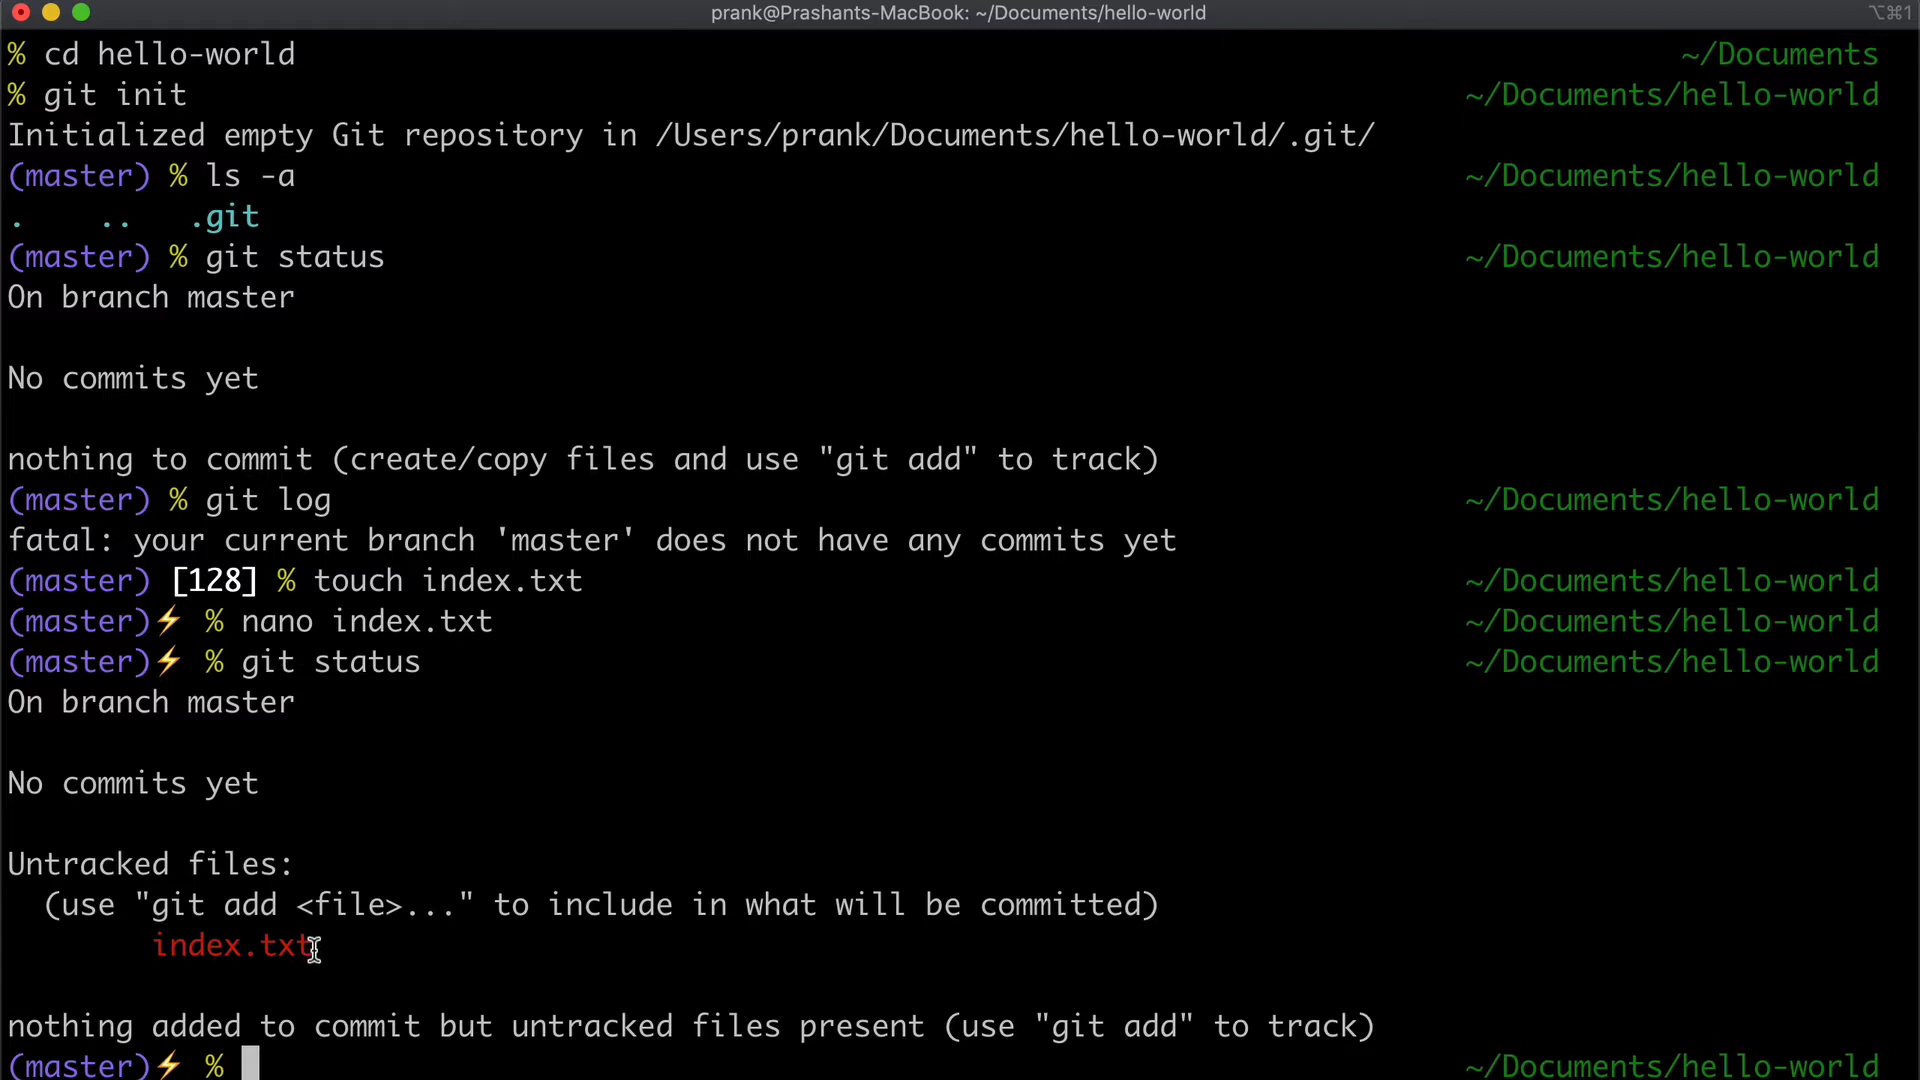 prank@Prashants-MacBook: ~/Documents/hello-world ⌥⌘1
% cd hello-world ~/Documents
% git init ~/Documents/hello-world
Initialized empty Git repository in /Users/prank/Documents/hello-world/.git/
(master) % ls -a ~/Documents/hello-world
. .. .git
(master) % git status ~/Documents/hello-world
On branch master
No commits yet
nothing to commit (create/copy files and use "git add" to track)
(master) % git log ~/Documents/hello-world
fatal: your current branch 'master' does not have any commits yet
(master) [128] % touch index.txt ~/Documents/hello-world
(master)⚡ % nano index.txt ~/Documents/hello-world
(master)⚡ % git status ~/Documents/hello-world
On branch master
No commits yet
Untracked files:
(use "git add <file>..." to include in what will be committed)
index.txt
nothing added to commit but untracked files present (use "git add" to track)
(master)⚡ % ~/Documents/hello-world